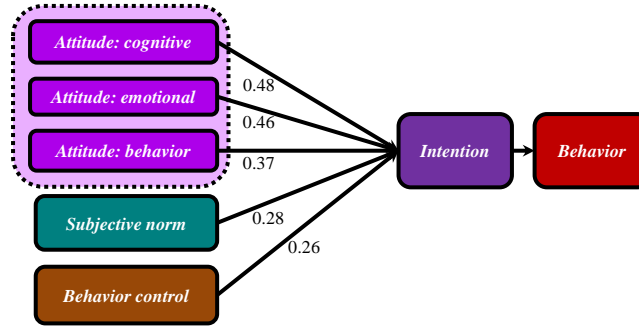 Attitude: cognitive
0.48
Attitude: emotional
0.46
Attitude: behavior
0.37
Intention
Behavior
Subjective norm
0.28
0.26
Behavior control